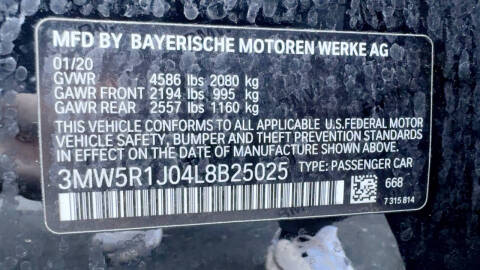 MFD BY BAYERISCHE MOTOREN WERKE AG
01/20
GVWR 4586 lbs 2080 kg
GAWR FRONT 2194 lbs 995 kg
GAWR REAR 2557 lbs 1160 kg
THIS VEHICLE CONFORMS TO ALL APPLICABLE U.S.FEDERAL MOTOR
VEHICLE SAFETY, BUMPER AND THEFT PREVENTION STANDARDS
IN EFFECT ON THE DATE OF MANUFACTURE SHOWN ABOVE.
3MW5R1J04L8B25025 TYPE: PASSENGER CAR
668
7 315 814